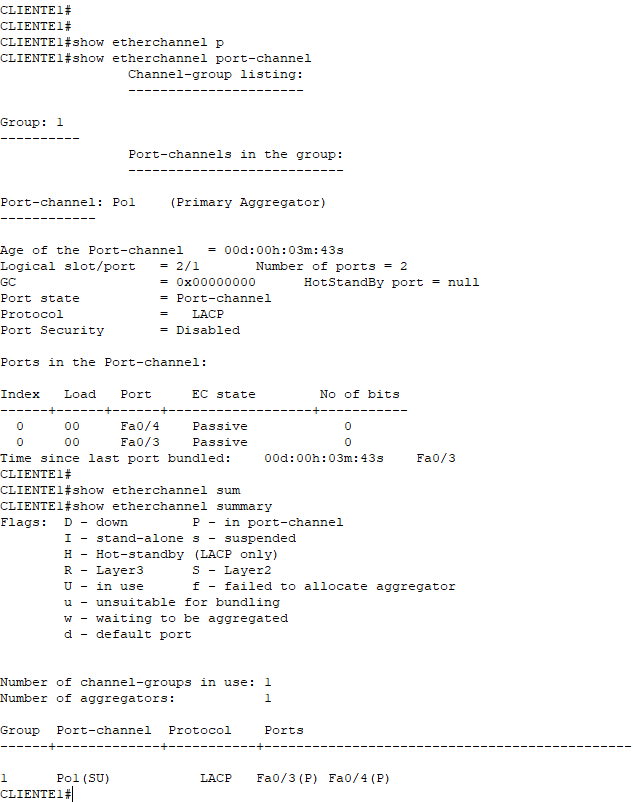 CLIENTE1#
CLIENTE1#
CLIENTE1#show etherchannel p
CLIENTE1#show etherchannel port-channel
                Channel-group listing:
                ----------------------

Group: 1
----------
                Port-channels in the group:
                ---------------------------

Port-channel: Po1    (Primary Aggregator)
------------

Age of the Port-channel   = 00d:00h:03m:43s
Logical slot/port   = 2/1       Number of ports = 2
GC                  = 0x00000000      HotStandBy port = null
Port state          = Port-channel
Protocol            =   LACP
Port Security       = Disabled

Ports in the Port-channel:

Index   Load   Port     EC state        No of bits
------+------+------+------------------+-----------
  0     00     Fa0/4    Passive            0
  0     00     Fa0/3    Passive            0
Time since last port bundled:    00d:00h:03m:43s    Fa0/3
CLIENTE1#
CLIENTE1#show etherchannel sum
CLIENTE1#show etherchannel summary
Flags:  D - down        P - in port-channel
        I - stand-alone s - suspended
        H - Hot-standby (LACP only)
        R - Layer3      S - Layer2
        U - in use      f - failed to allocate aggregator
        u - unsuitable for bundling
        w - waiting to be aggregated
        d - default port


Number of channel-groups in use: 1
Number of aggregators:           1

Group  Port-channel  Protocol    Ports
------+-------------+-----------+----------------------------------------------

1      Po1(SU)           LACP   Fa0/3(P) Fa0/4(P)
CLIENTE1#